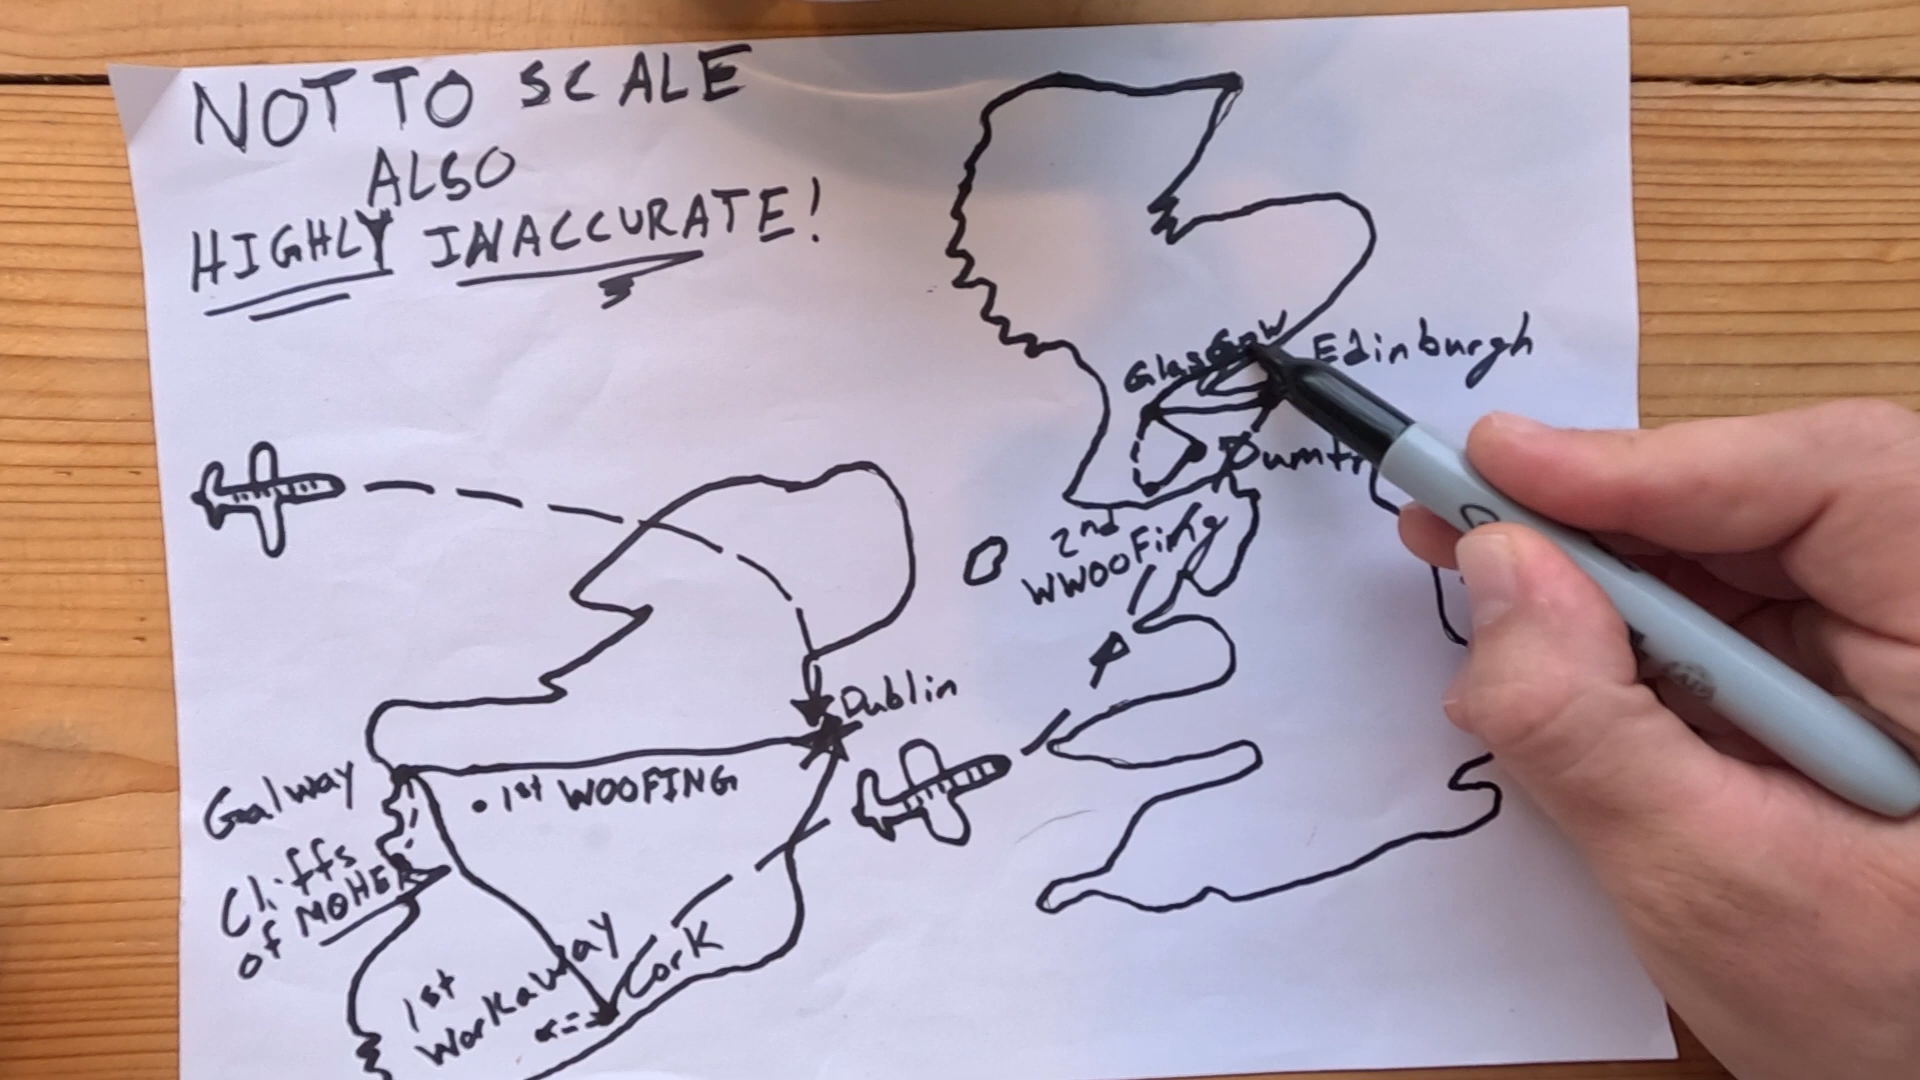 NOT TO SCALE
ALSO
HIGHLY INACCURATE!
Glasgow
Edinburgh
2nd
WWOOFing
Dublin
Galway
• 1st WOOFING
Cliffs
of MOHER
1st
Workaway
Cork